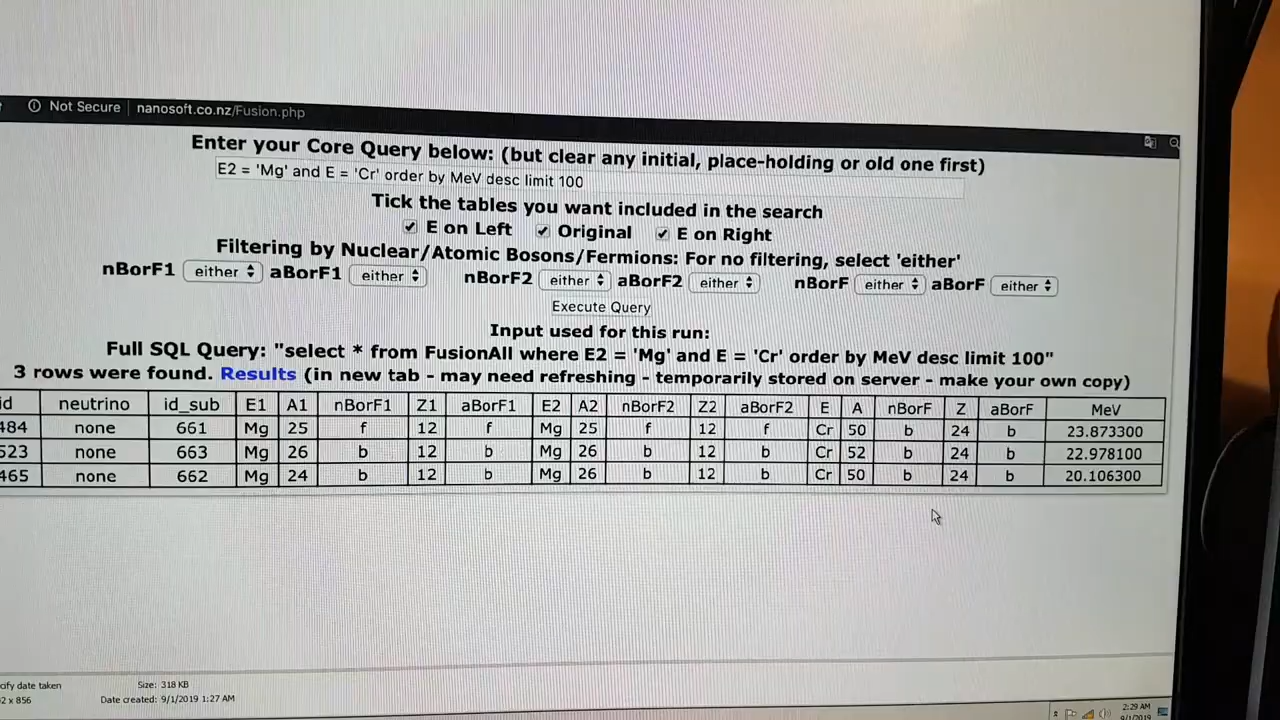 Not Secure | nanosoft.co.nz/Fusion.php
Enter your Core Query below: (but clear any initial, place-holding or old one first)
E2 = 'Mg' and E = 'Cr' order by MeV desc limit 100
Tick the tables you want included in the search
E on Left Original E on Right
Filtering by Nuclear/Atomic Bosons/Fermions: For no filtering, select 'either'
nBorF1 either aBorF1 either nBorF2 either aBorF2 either nBorF either aBorF either
Execute Query
Input used for this run:
Full SQL Query: "select * from FusionAll where E2 = 'Mg' and E = 'Cr' order by MeV desc limit 100"
3 rows were found. Results (in new tab - may need refreshing - temporarily stored on server - make your own copy)
id neutrino id_sub E1 A1 nBorF1 Z1 aBorF1 E2 A2 nBorF2 Z2 aBorF2 E A nBorF Z aBorF MeV
484 none 661 Mg 25 f 12 f Mg 25 f 12 f Cr 50 b 24 b 23.873300
523 none 663 Mg 26 b 12 b Mg 26 b 12 b Cr 52 b 24 b 22.978100
465 none 662 Mg 24 b 12 b Mg 26 b 12 b Cr 50 b 24 b 20.106300
cify date taken Size: 318 KB
2 x 856 Date created: 9/1/2019 1:27 AM
2:29 AM
9/1/2019